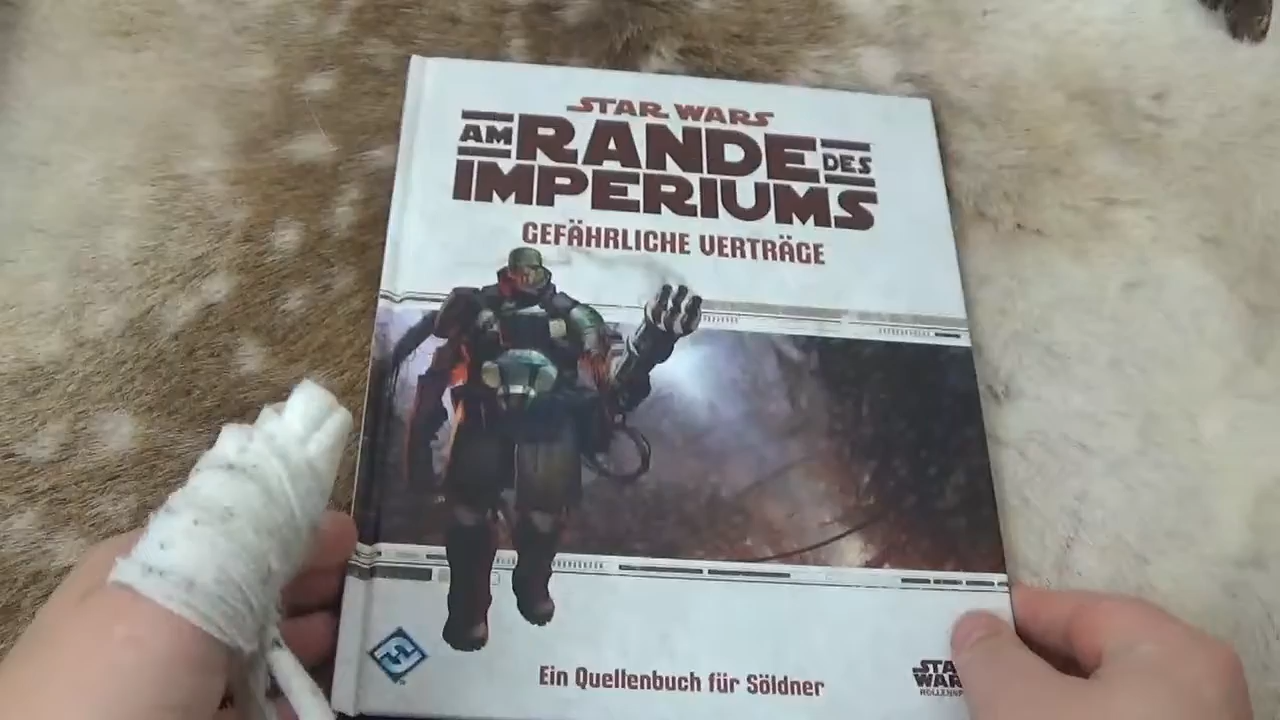 STAR WARS
AM RANDE DES
IMPERIUMS
GEFÄHRLICHE VERTRÄGE
Ein Quellenbuch für Söldner
STAR
WARS